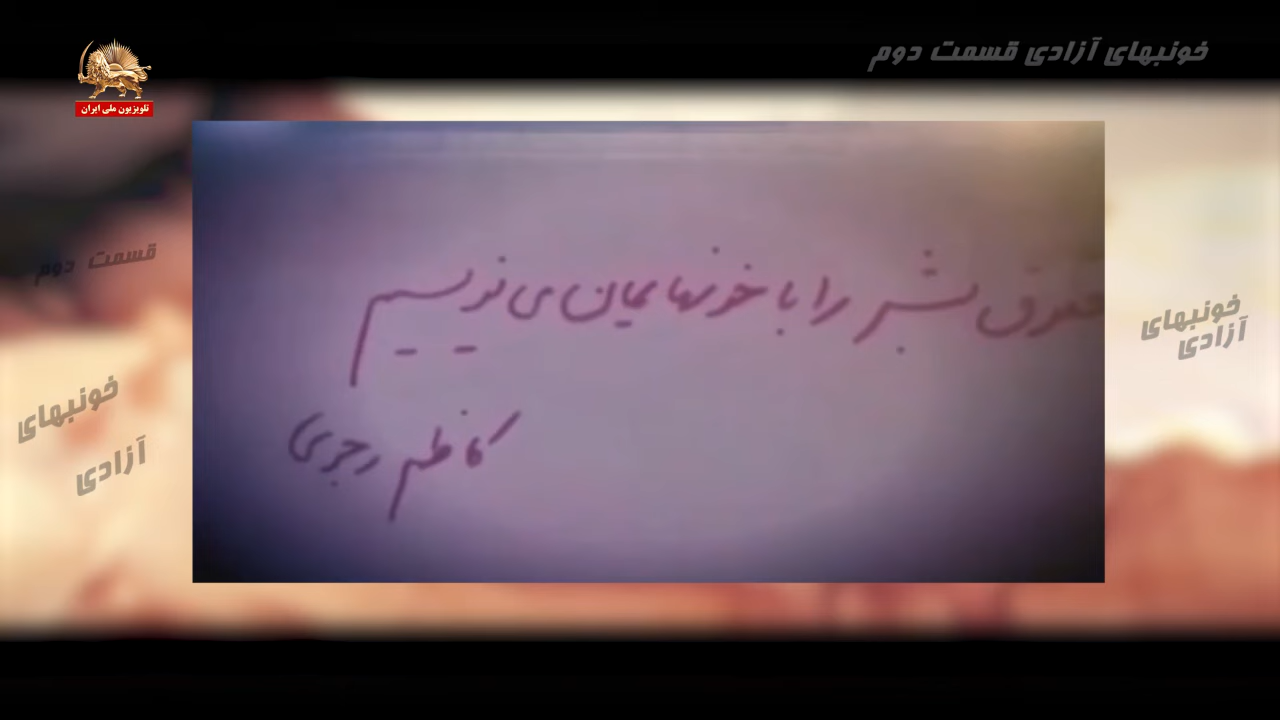 خونبهای آزادی قسمت دوم
تلویزیون ملی ایران
حقوق بشر را با خونهایمان می نویسیم
کاظم رجوی
قسمت دوم
خونبهای
آزادی
خونبهای
آزادی